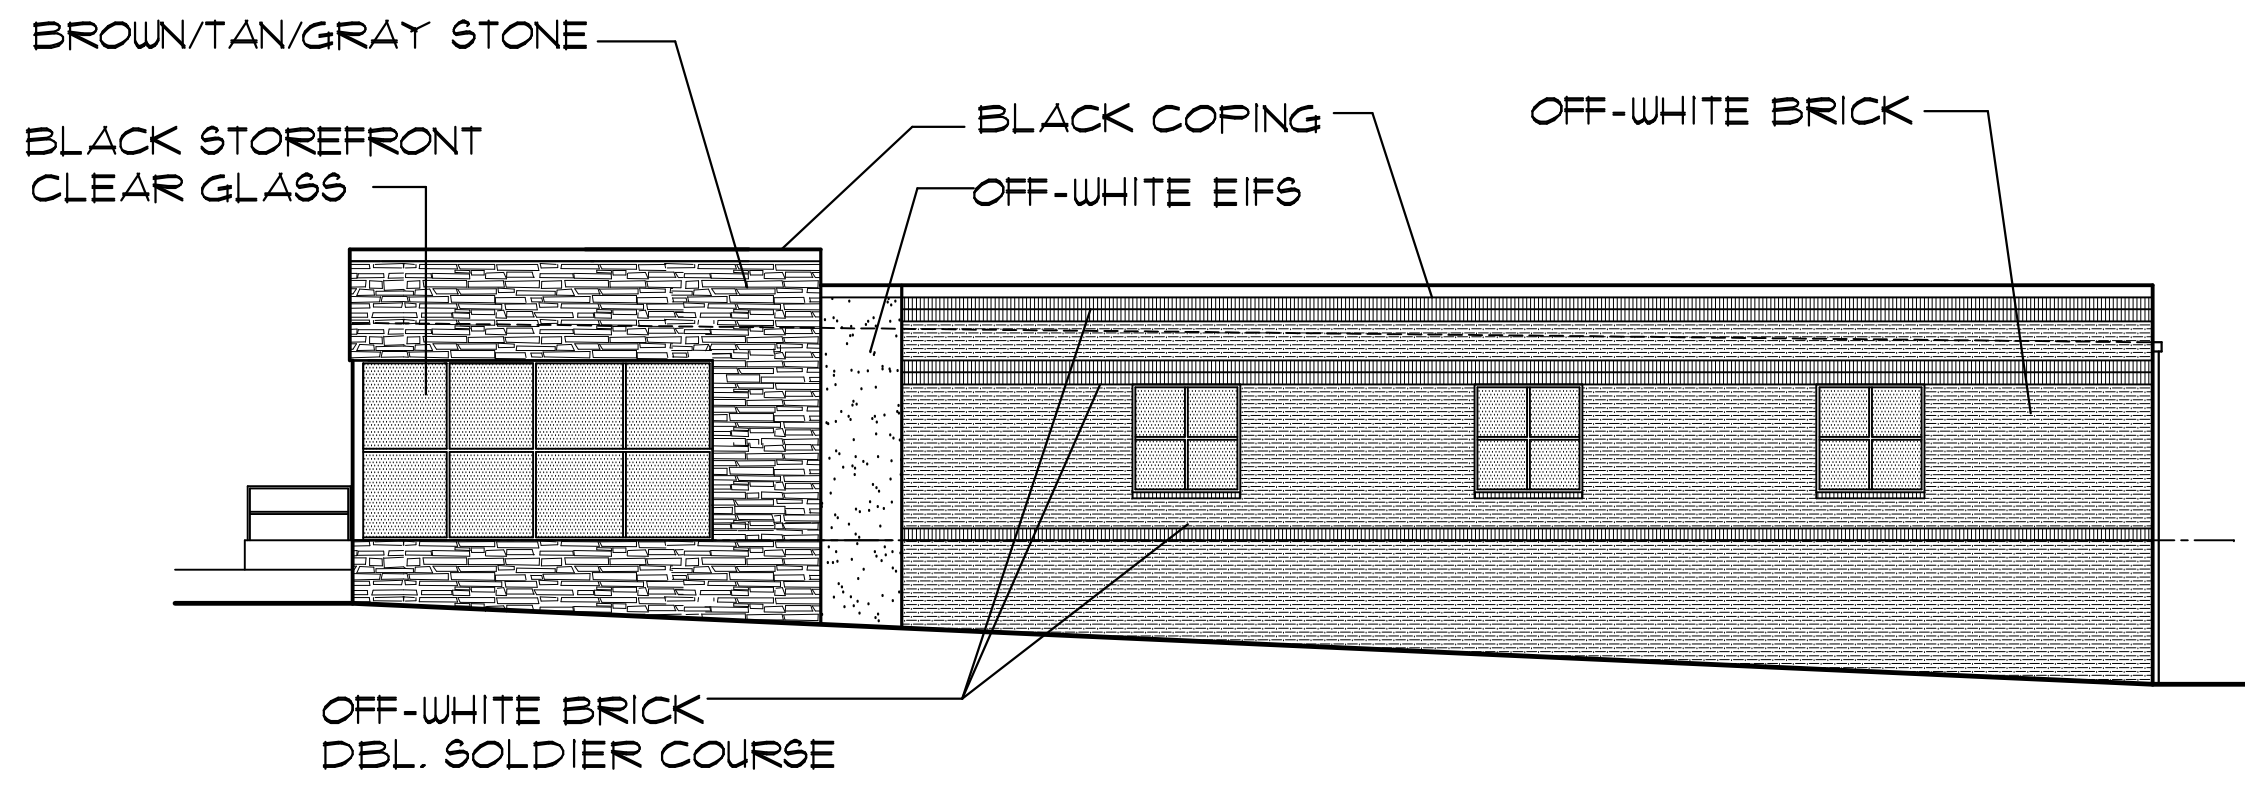 BROWN/TAN/GRAY STONE
BLACK STOREFRONT
CLEAR GLASS
BLACK COPING
OFF-WHITE EIFS
OFF-WHITE BRICK
OFF-WHITE BRICK
DBL. SOLDIER COURSE